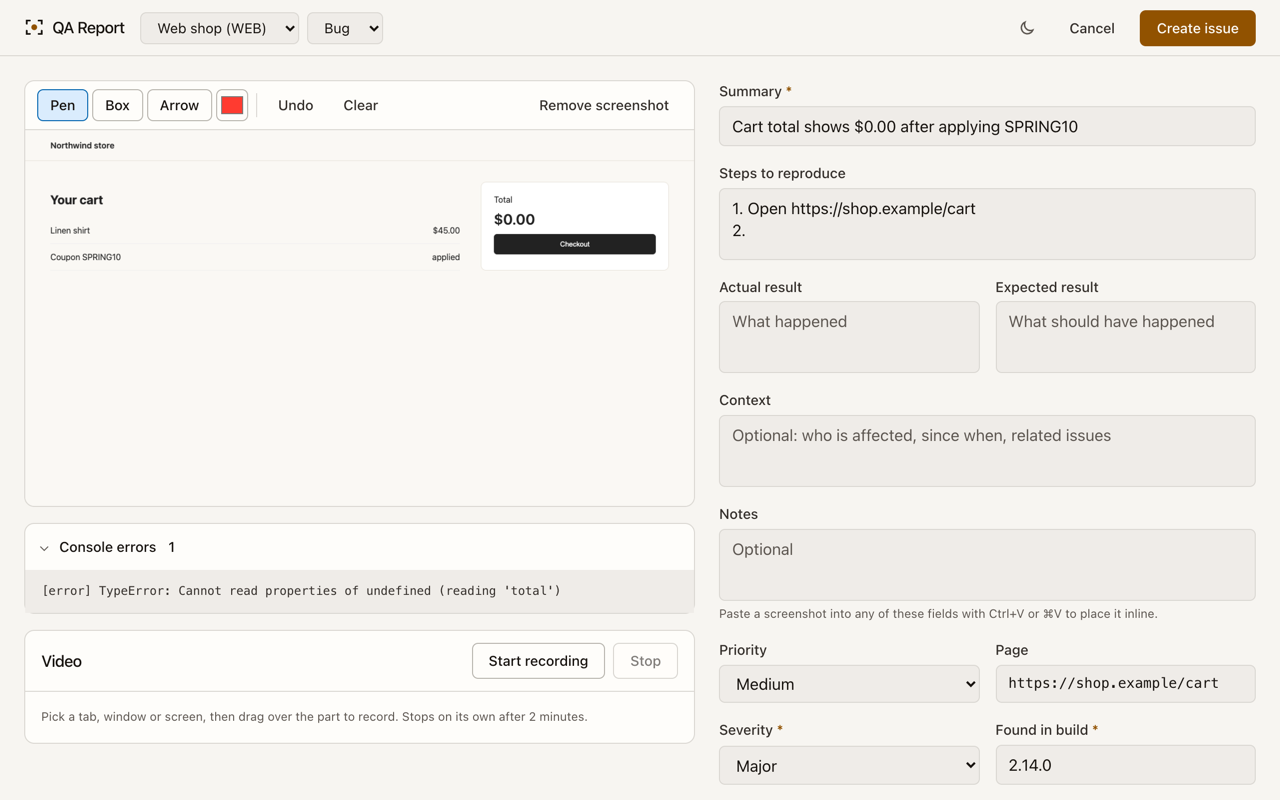 QA Report
Web shop (WEB)
Bug
Cancel
Create issue
Pen
Box
Arrow
Undo
Clear
Remove screenshot
Northwind store
Your cart
Linen shirt $45.00
Coupon SPRING10 applied
Total
$0.00
Checkout
Console errors 1
[error] TypeError: Cannot read properties of undefined (reading 'total')
Video
Start recording
Stop
Pick a tab, window or screen, then drag over the part to record. Stops on its own after 2 minutes.
Summary *
Cart total shows $0.00 after applying SPRING10
Steps to reproduce
1. Open https://shop.example/cart
2.
Actual result
What happened
Expected result
What should have happened
Context
Optional: who is affected, since when, related issues
Notes
Optional
Paste a screenshot into any of these fields with Ctrl+V or ⌘V to place it inline.
Priority
Medium
Page
https://shop.example/cart
Severity *
Major
Found in build *
2.14.0